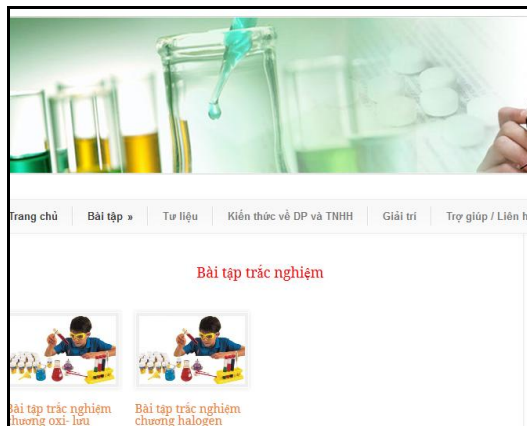 Trang chủ Bài tập » Tư liệu Kiến thức về DP và TNHH Giải trí Trợ giúp / Liên
Bài tập trắc nghiệm
Bài tập trắc nghiệm Bài tập trắc nghiệm
chương oxi- lưu chương halogen